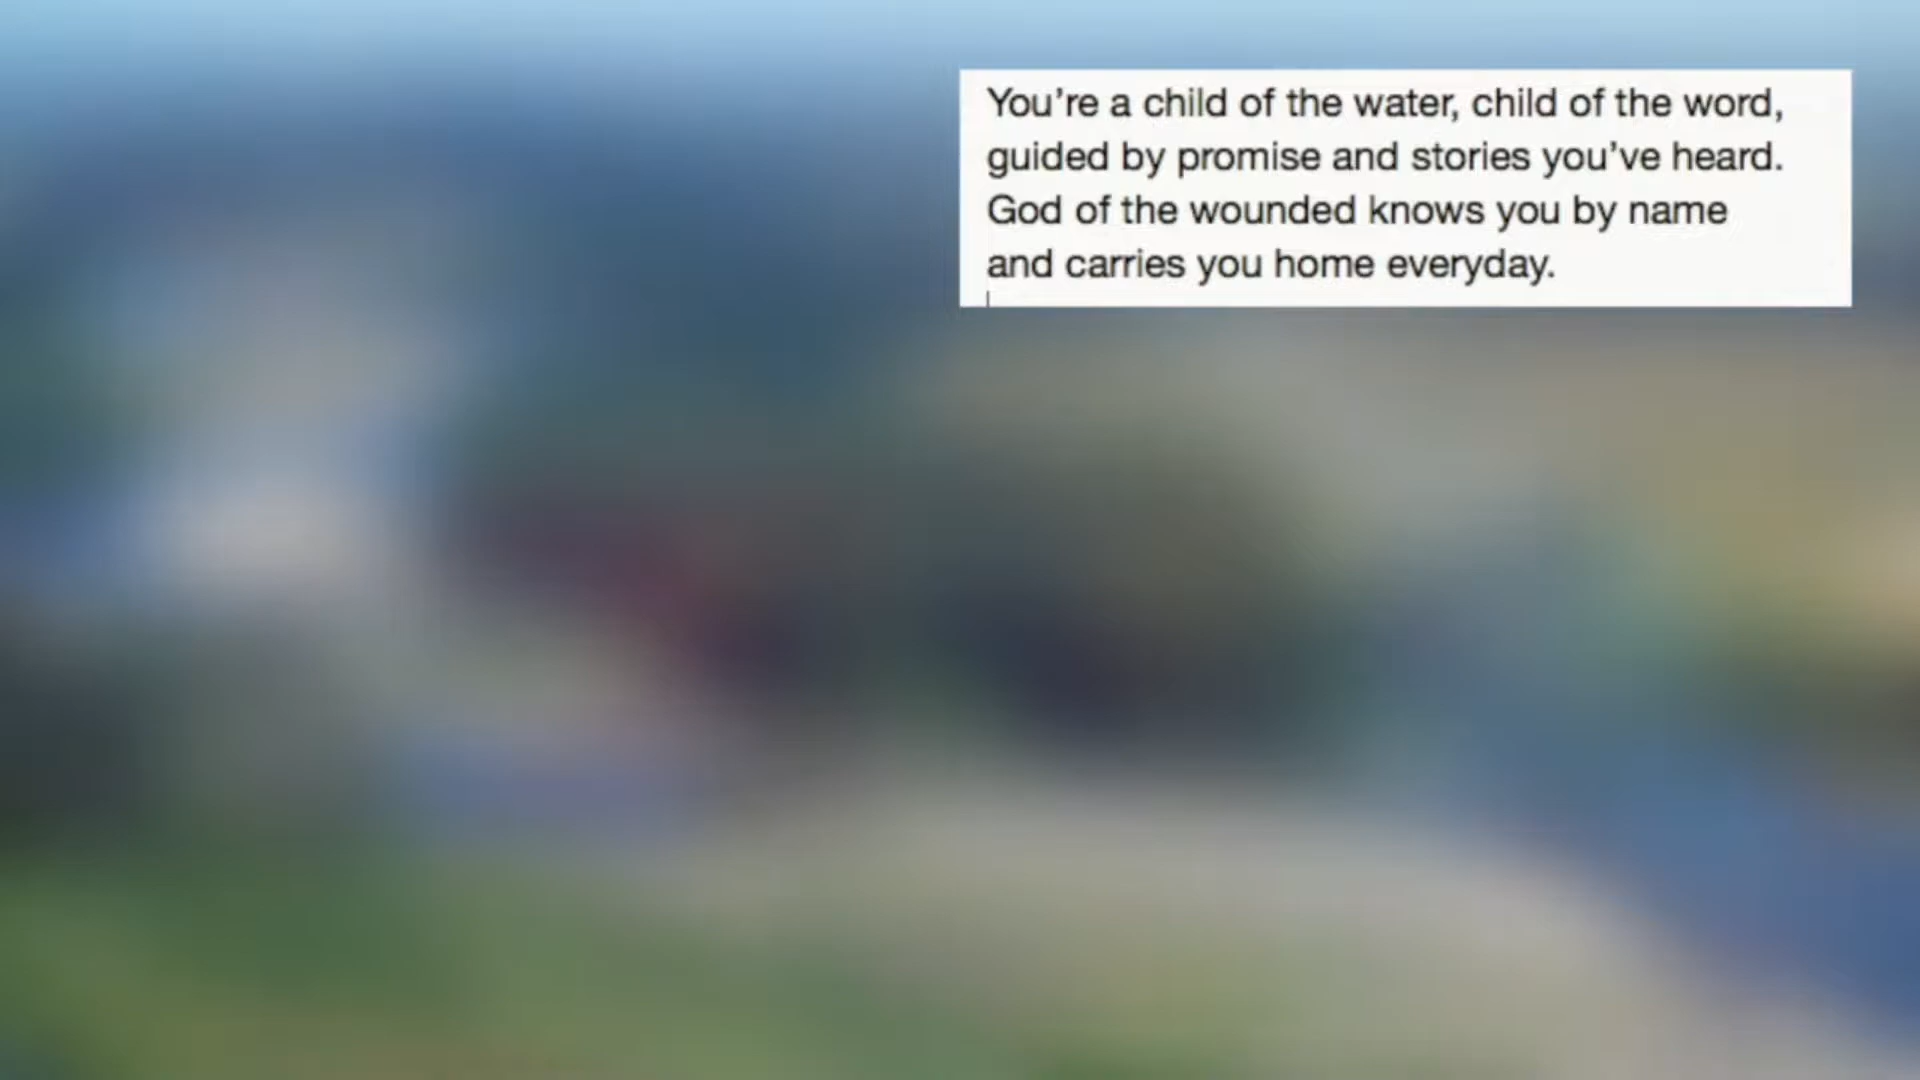 You’re a child of the water, child of the word,
guided by promise and stories you’ve heard.
God of the wounded knows you by name
and carries you home everyday.